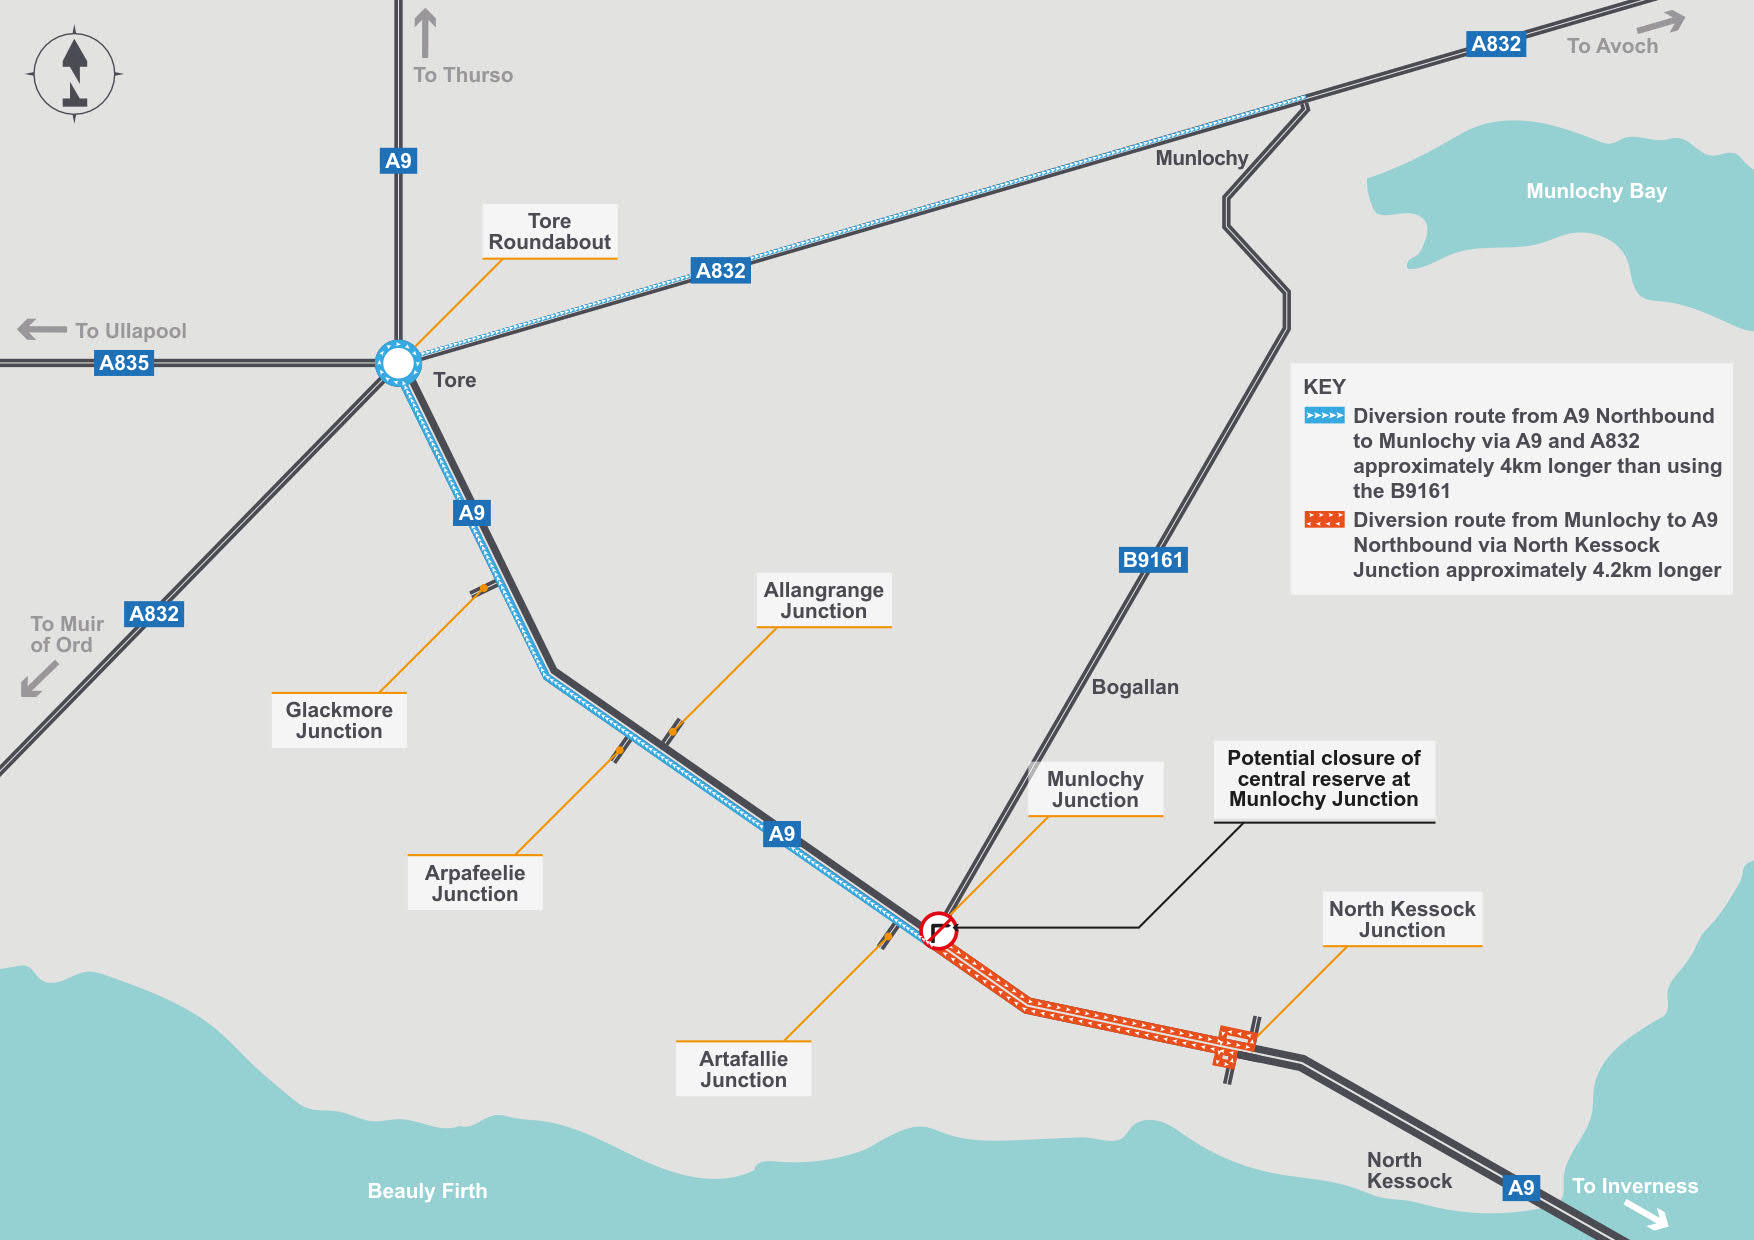 To Thurso
A832
To Avoch
A9
Munlochy
Munlochy Bay
Tore
Roundabout
A832
To Ullapool
A835
Tore
KEY
Diversion route from A9 Northbound
to Munlochy via A9 and A832
approximately 4km longer than using
the B9161
Diversion route from Munlochy to A9
Northbound via North Kessock
Junction approximately 4.2km longer
A9
B9161
Allangrange
Junction
A832
To Muir
of Ord
Glackmore
Junction
Bogallan
Potential closure of
central reserve at
Munlochy Junction
Munlochy
Junction
A9
Arpafeelie
Junction
North Kessock
Junction
Artafallie
Junction
North
Kessock
A9
To Inverness
Beauly Firth